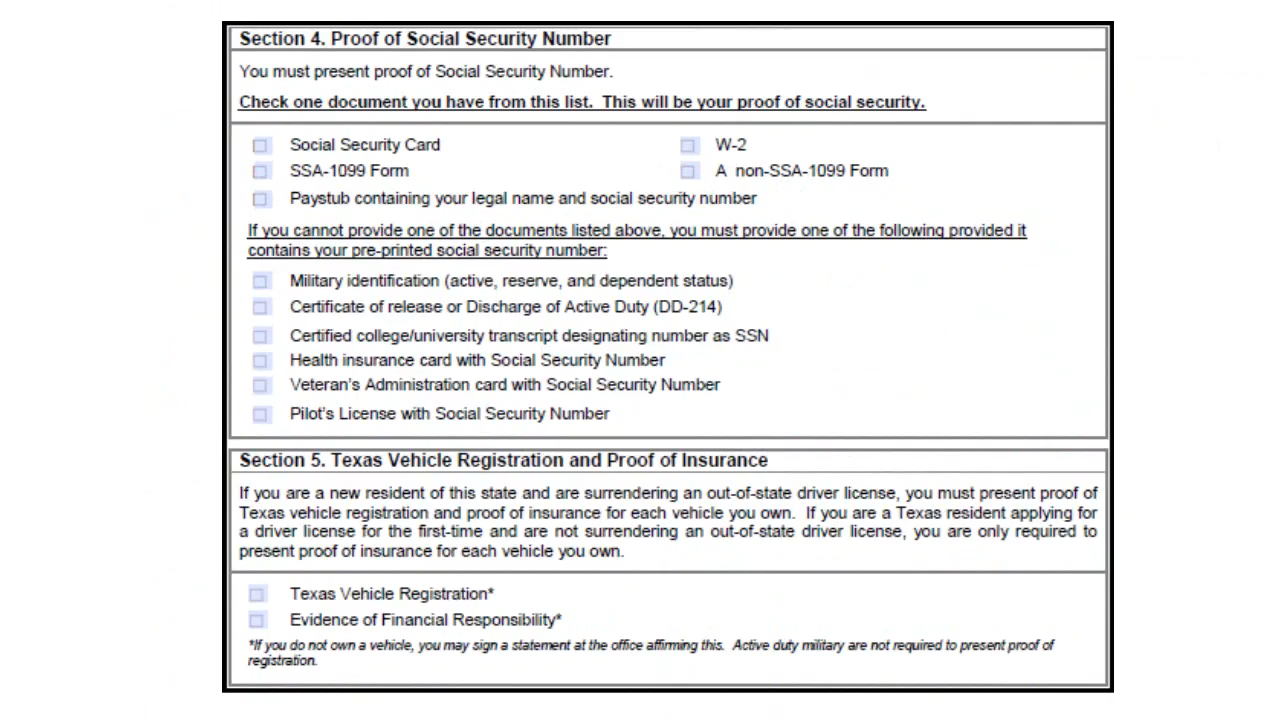 Section 4. Proof of Social Security Number
You must present proof of Social Security Number.
Check one document you have from this list.  This will be your proof of social security.
Social Security Card
W-2
SSA-1099 Form
A  non-SSA-1099 Form
Paystub containing your legal name and social security number
If you cannot provide one of the documents listed above, you must provide one of the following provided it
contains your pre-printed social security number:
Military identification (active, reserve, and dependent status)
Certificate of release or Discharge of Active Duty (DD-214)
Certified college/university transcript designating number as SSN
Health insurance card with Social Security Number
Veteran's Administration card with Social Security Number
Pilot's License with Social Security Number
Section 5. Texas Vehicle Registration and Proof of Insurance
If you are a new resident of this state and are surrendering an out-of-state driver license, you must present proof of
Texas vehicle registration and proof of insurance for each vehicle you own.  If you are a Texas resident applying for
a driver license for the first-time and are not surrendering an out-of-state driver license, you are only required to
present proof of insurance for each vehicle you own.
Texas Vehicle Registration*
Evidence of Financial Responsibility*
*If you do not own a vehicle, you may sign a statement at the office affirming this.  Active duty military are not required to present proof of
registration.